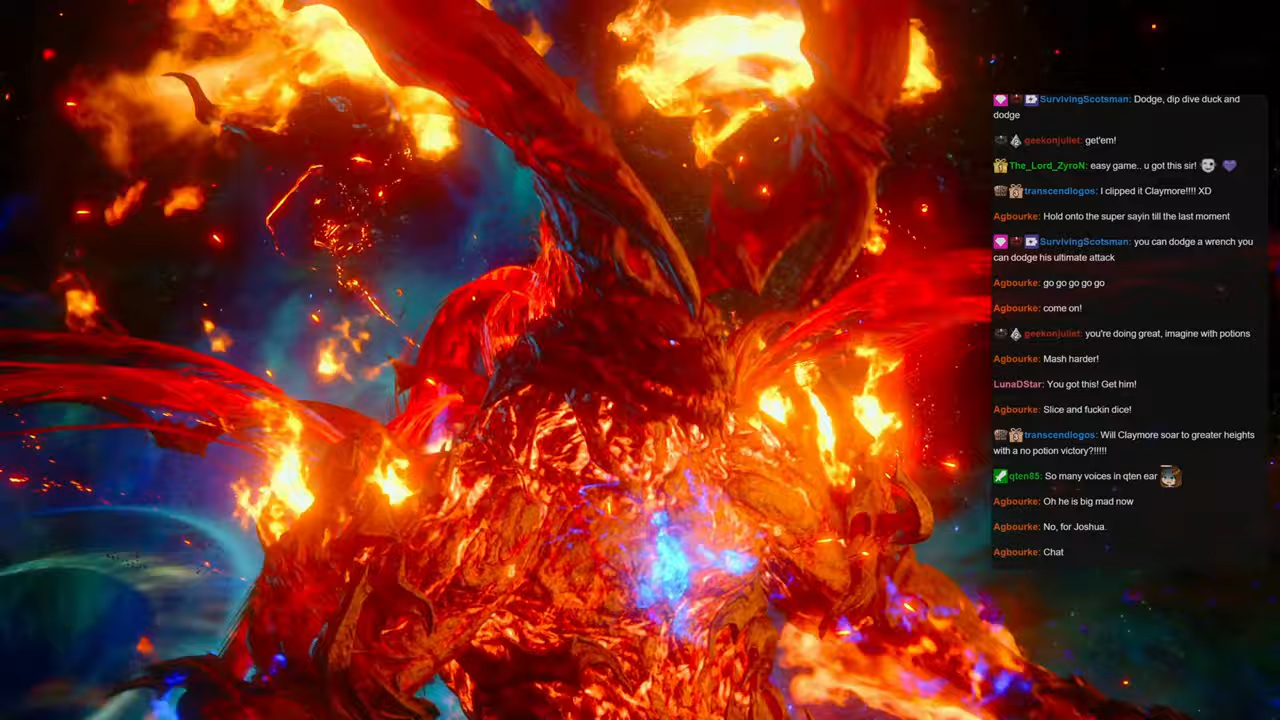 SurvivingScotsman: Dodge, dip dive duck and
dodge
geekonjuliet: get'em!
The_Lord_ZyroN: easy game.. u got this sir!
transcendlogos: I clipped it Claymore!!!! XD
Agbourke: Hold onto the super sayin till the last moment
SurvivingScotsman: you can dodge a wrench you
can dodge his ultimate attack
Agbourke: go go go go go
Agbourke: come on!
geekonjuliet: you're doing great, imagine with potions
Agbourke: Mash harder!
LunaDStar: You got this! Get him!
Agbourke: Slice and fuckin dice!
transcendlogos: Will Claymore soar to greater heights
with a no potion victory?!!!!!
qten85: So many voices in qten ear
Agbourke: Oh he is big mad now
Agbourke: No, for Joshua.
Agbourke: Chat